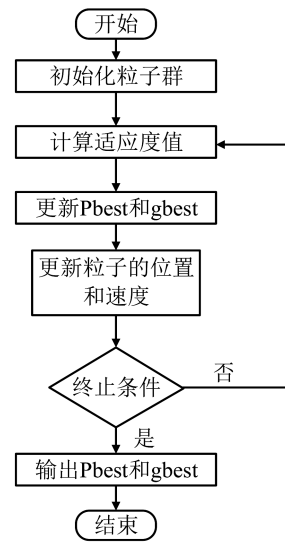 开始
初始化粒子群
计算适应度值
更新Pbest和gbest
更新粒子的位置
和速度
终止条件
否
是
输出Pbest和gbest
结束